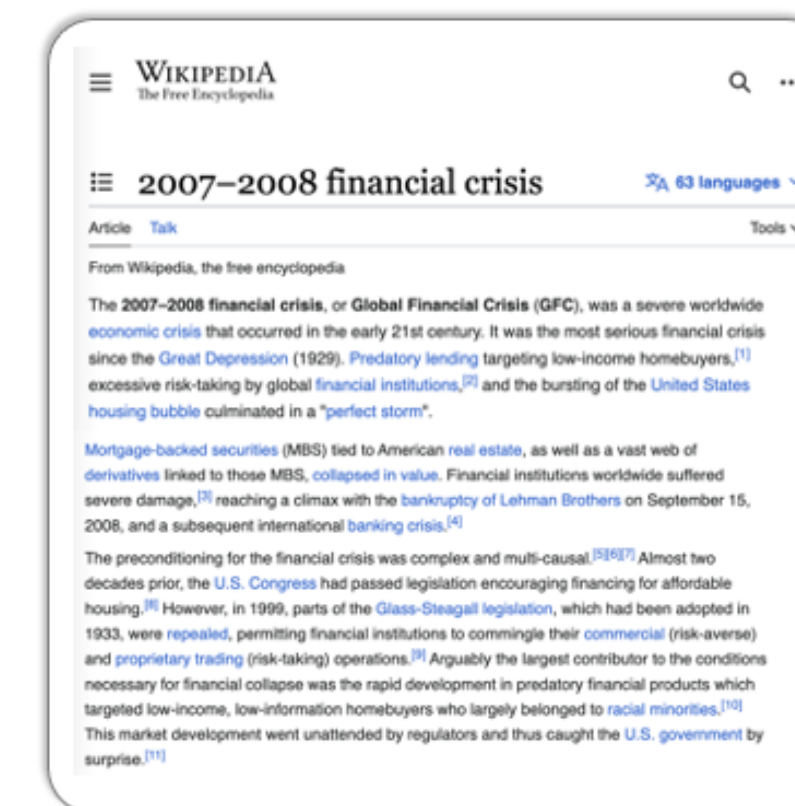 WIKIPEDIA
The Free Encyclopedia
2007–2008 financial crisis
63 languages
Article Talk
Tools
From Wikipedia, the free encyclopedia
The 2007–2008 financial crisis, or Global Financial Crisis (GFC), was a severe worldwide
economic crisis that occurred in the early 21st century. It was the most serious financial crisis
since the Great Depression (1929). Predatory lending targeting low-income homebuyers,[1]
excessive risk-taking by global financial institutions,[2] and the bursting of the United States
housing bubble culminated in a "perfect storm".
Mortgage-backed securities (MBS) tied to American real estate, as well as a vast web of
derivatives linked to those MBS, collapsed in value. Financial institutions worldwide suffered
severe damage,[3] reaching a climax with the bankruptcy of Lehman Brothers on September 15,
2008, and a subsequent international banking crisis.[4]
The preconditioning for the financial crisis was complex and multi-causal.[5][6][7] Almost two
decades prior, the U.S. Congress had passed legislation encouraging financing for affordable
housing.[8] However, in 1999, parts of the Glass-Steagall legislation, which had been adopted in
1933, were repealed, permitting financial institutions to commingle their commercial (risk-averse)
and proprietary trading (risk-taking) operations.[9] Arguably the largest contributor to the conditions
necessary for financial collapse was the rapid development in predatory financial products which
targeted low-income, low-information homebuyers who largely belonged to racial minorities.[10]
This market development went unattended by regulators and thus caught the U.S. government by
surprise.[11]